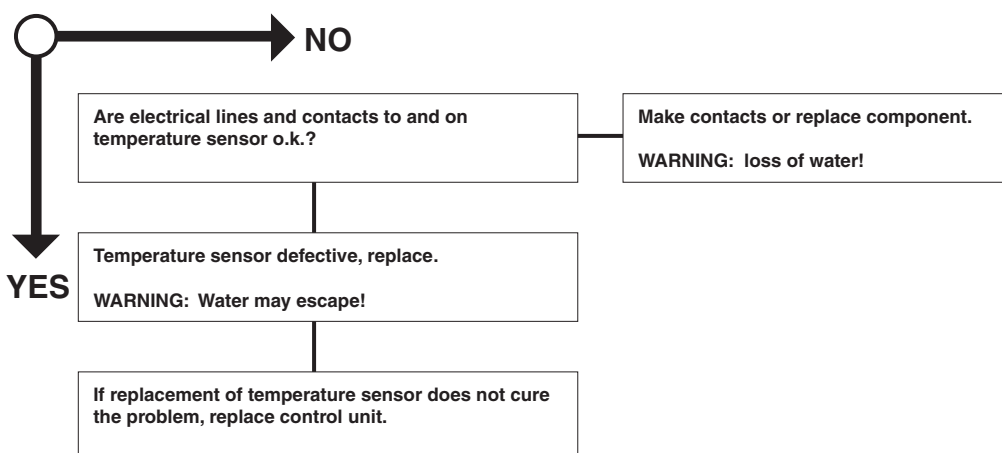 NO
Are electrical lines and contacts to and on
temperature sensor o.k.?
Make contacts or replace component.
WARNING: loss of water!
YES
Temperature sensor defective, replace.
WARNING: Water may escape!
If replacement of temperature sensor does not cure
the problem, replace control unit.